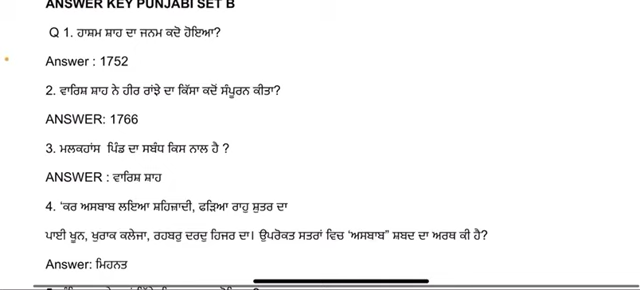 ANSWER KEY PUNJABI SET B
Q 1. ਹਾਸ਼ਮ ਸ਼ਾਹ ਦਾ ਜਨਮ ਕਦੋ ਹੋਇਆ?
Answer : 1752
2. ਵਾਰਿਸ਼ ਸ਼ਾਹ ਨੇ ਹੀਰ ਰਾਂਝੇ ਦਾ ਕਿੱਸਾ ਕਦੋਂ ਸੰਪੂਰਨ ਕੀਤਾ?
ANSWER: 1766
3. ਮਲਕਹਾਂਸ ਪਿੰਡ ਦਾ ਸਬੰਧ ਕਿਸ ਨਾਲ ਹੈ ?
ANSWER : ਵਾਰਿਸ਼ ਸ਼ਾਹ
4. ‘ਕਰ ਅਸਬਾਬ ਲਇਆ ਸ਼ਹਿਜ਼ਾਦੀ, ਫੜਿਆ ਰਾਹੁ ਸ਼ੁਤਰ ਦਾ
ਪਾਈ ਖੂਨ, ਖੁਰਾਕ ਕਲੇਜਾ, ਰਹਬਰੁ ਦਰਦੁ ਹਿਜਰ ਦਾ। ਉਪਰੋਕਤ ਸਤਰਾਂ ਵਿਚ ‘ਅਸਬਾਬ” ਸ਼ਬਦ ਦਾ ਅਰਥ ਕੀ ਹੈ?
Answer: ਮਿਹਨਤ